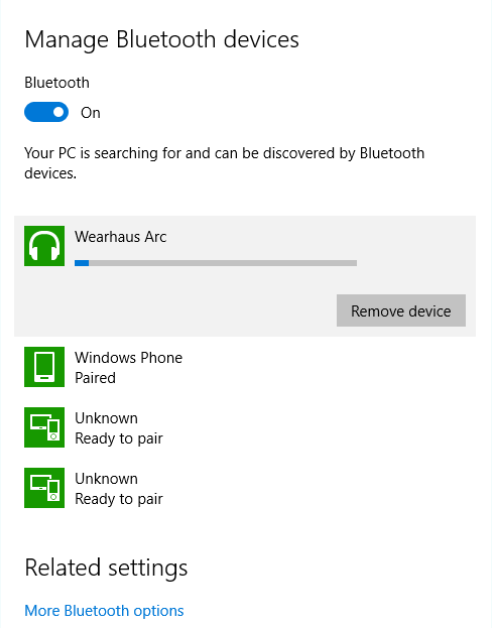 Manage Bluetooth devices
Bluetooth
On
Your PC is searching for and can be discovered by Bluetooth
devices.
Wearhaus Arc
Remove device
Windows Phone
Paired
Unknown
Ready to pair
Unknown
Ready to pair
Related settings
More Bluetooth options